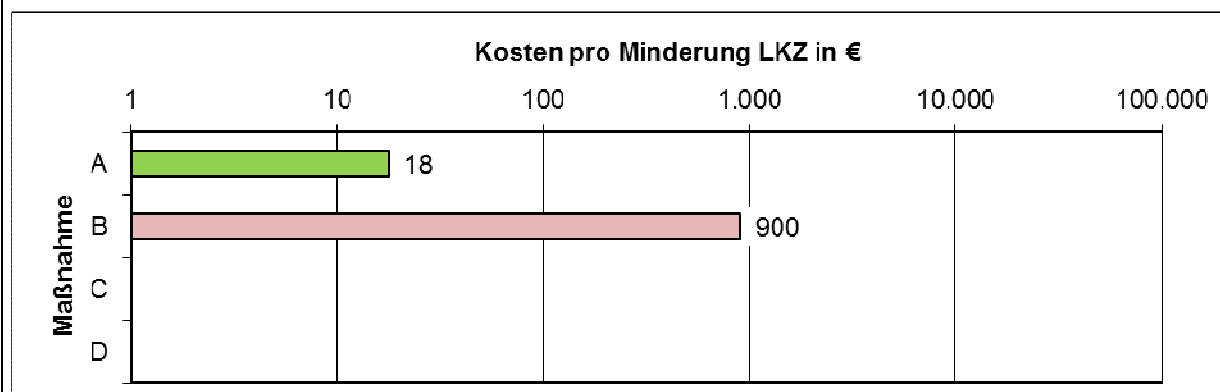 Kosten pro Minderung LKZ in €
1 10 100 1.000 10.000 100.000
Maßnahme
A 18
B 900
C
D